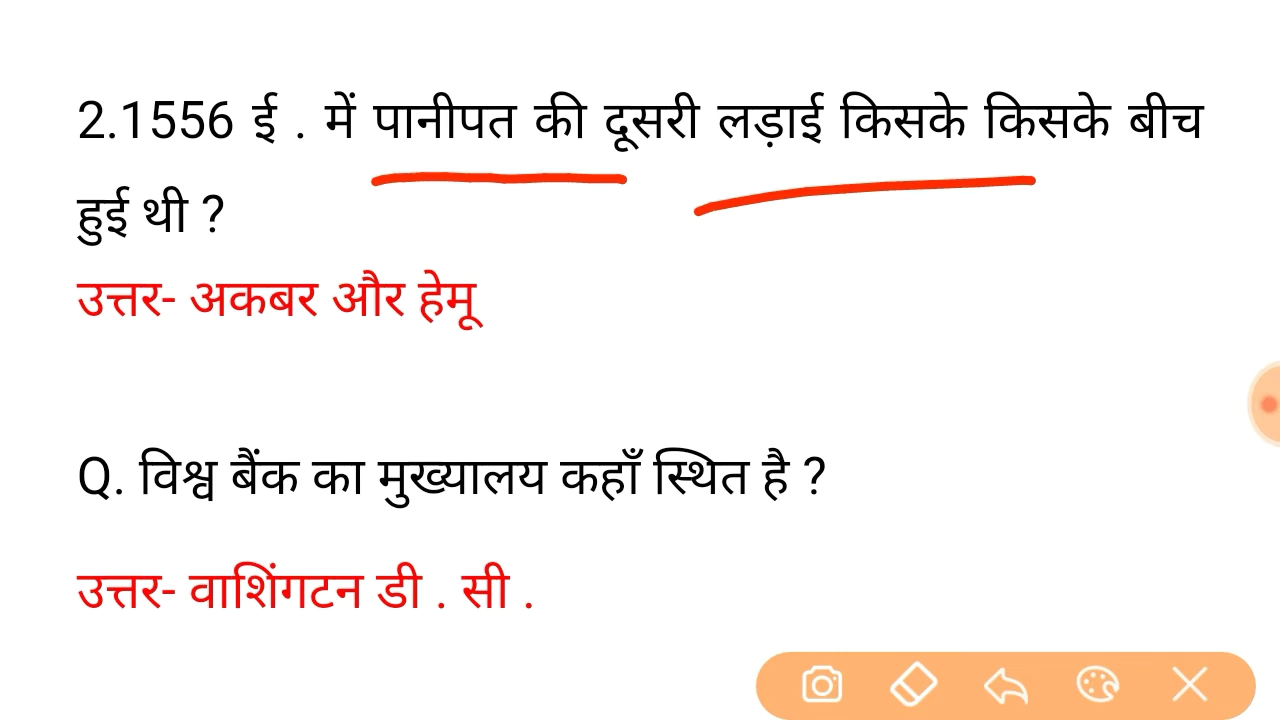 2.1556 ई . में पानीपत की दूसरी लड़ाई किसके किसके बीच
हुई थी ?
उत्तर- अकबर और हेमू
Q. विश्व बैंक का मुख्यालय कहाँ स्थित है ?
उत्तर- वाशिंगटन डी . सी .